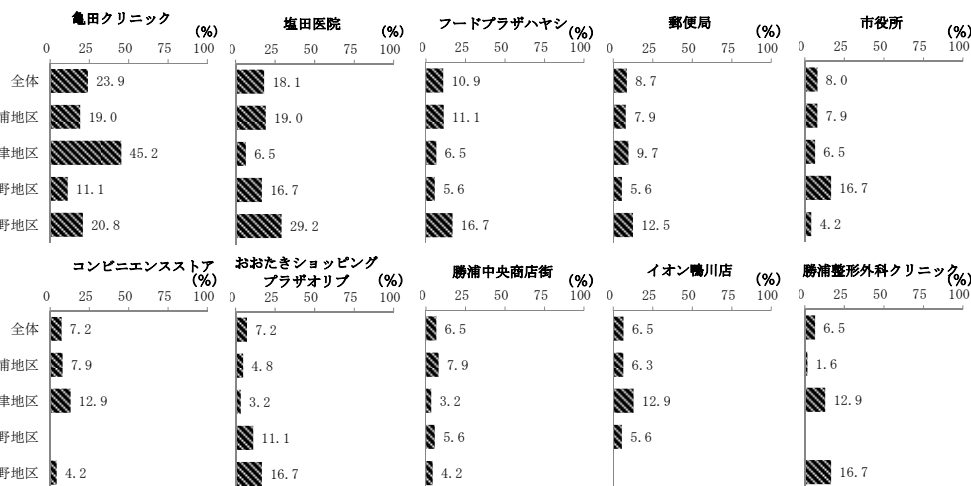 亀田クリニック 塩田医院 フードプラザハヤシ 郵便局 市役所
(%) (%) (%) (%) (%)
0 25 50 75 100 0 25 50 75 100 0 25 50 75 100 0 25 50 75 100 0 25 50 75 100
全体 23.9 18.1 10.9 8.7 8.0
浦地区 19.0 19.0 11.1 7.9 7.9
津地区 45.2 6.5 6.5 9.7 6.5
野地区 11.1 16.7 5.6 5.6 16.7
野地区 20.8 29.2 16.7 12.5 4.2
コンビニエンスストア おおたきショッピング
プラザオリブ 勝浦中央商店街 イオン鴨川店 勝浦整形外科クリニック
(%) (%) (%) (%) (%)
0 25 50 75 100 0 25 50 75 100 0 25 50 75 100 0 25 50 75 100 0 25 50 75 100
全体 7.2 7.2 6.5 6.5 6.5
浦地区 7.9 4.8 7.9 6.3 1.6
津地区 12.9 3.2 3.2 12.9 12.9
野地区 11.1 5.6 5.6
野地区 4.2 16.7 4.2 16.7